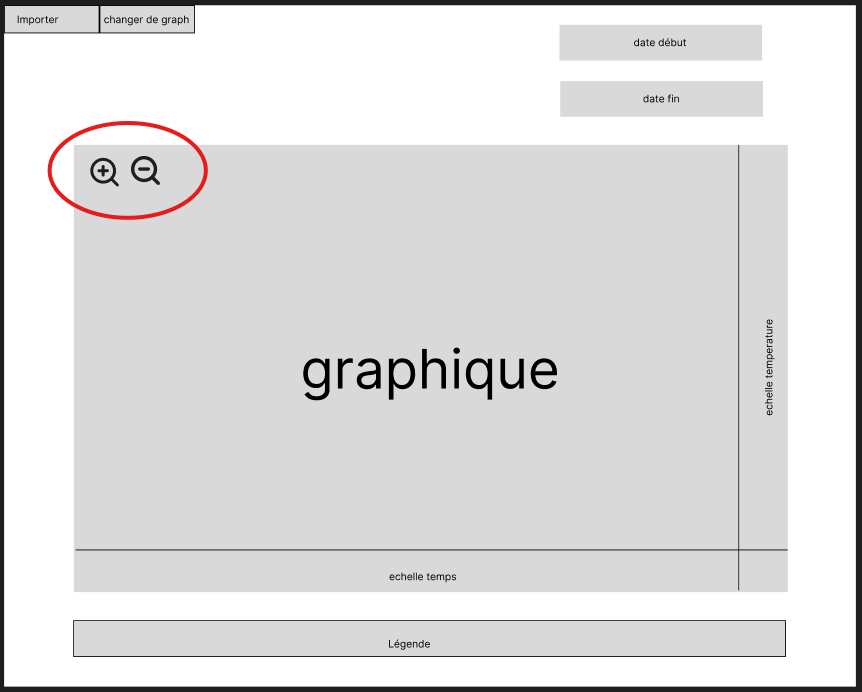 Importer
changer de graph
date début
date fin
graphique
echelle temperature
echelle temps
Légende